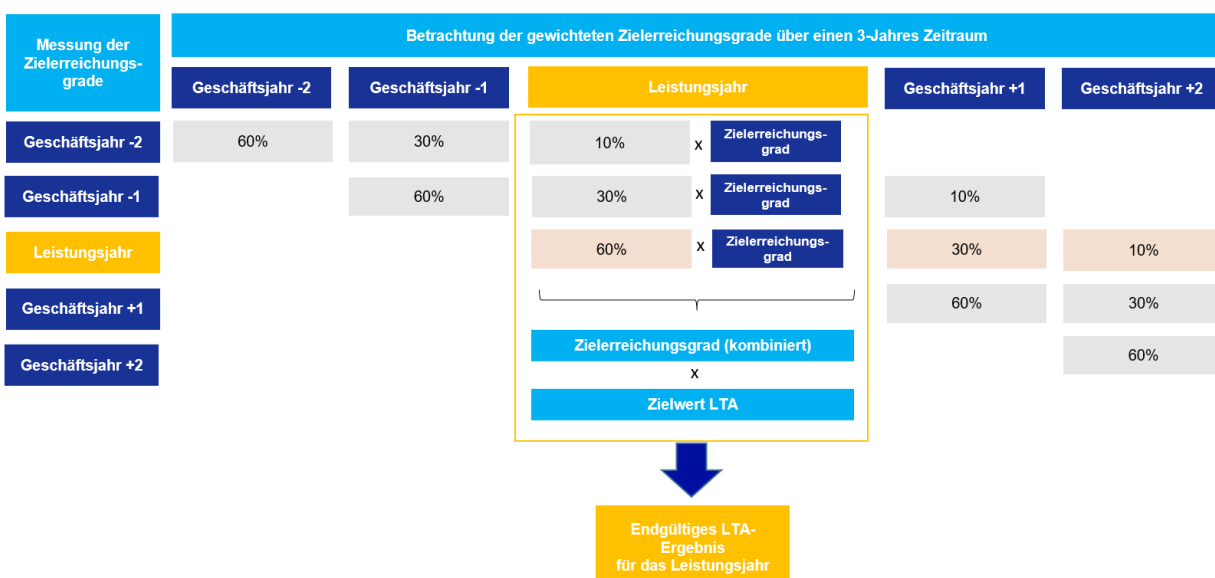 Messung der
Zielerreichungs-
grade
Betrachtung der gewichteten Zielerreichungsgrade über einen 3-Jahres Zeitraum
Geschäftsjahr -2
Geschäftsjahr -1
Leistungsjahr
Geschäftsjahr +1
Geschäftsjahr +2
Geschäftsjahr -2
60%
30%
10%
x
Zielerreichungs-
grad
Geschäftsjahr -1
60%
30%
x
Zielerreichungs-
grad
10%
Leistungsjahr
60%
x
Zielerreichungs-
grad
30%
10%
Geschäftsjahr +1
60%
30%
Geschäftsjahr +2
60%
Zielerreichungsgrad (kombiniert)
x
Zielwert LTA
Endgültiges LTA-
Ergebnis
für das Leistungsjahr